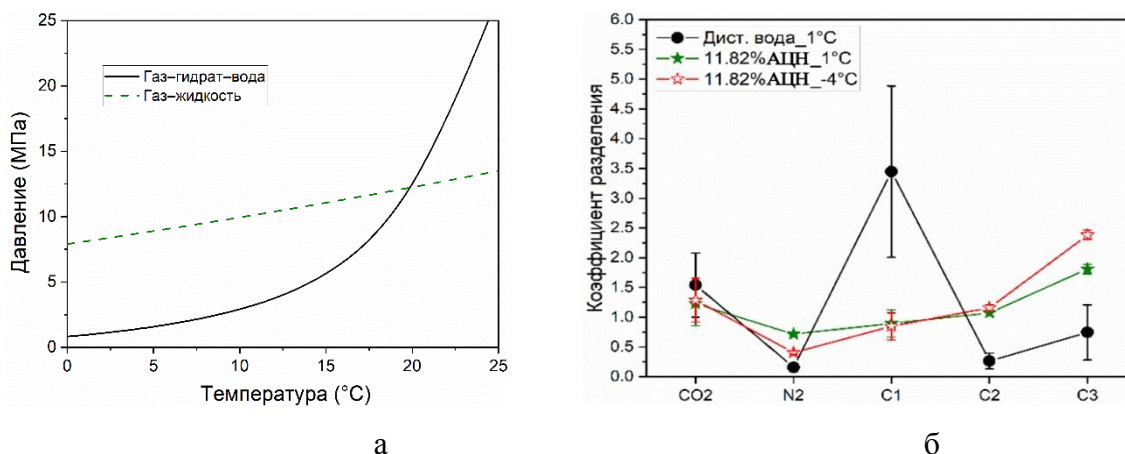 25
20
15
10
5
0
Давление (МПа)
Газ–гидрат–вода
Газ–жидкость
0 5 10 15 20 25
Температура (°C)
а
6.0
5.5
5.0
4.5
4.0
3.5
3.0
2.5
2.0
1.5
1.0
0.5
0.0
Коэффициент разделения
Дист. вода_1°C
11.82%АЦН_1°C
11.82%АЦН_-4°C
CO2 N2 C1 C2 C3
б